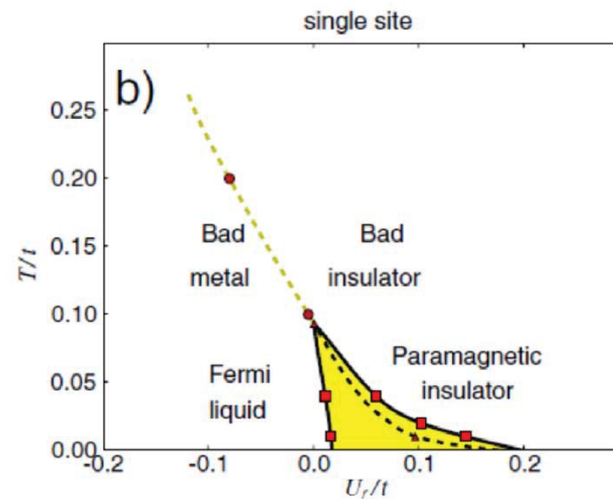 single site
b)
0.25
0.20
0.15
0.10
0.05
0.00
T/t
Bad
metal
Bad
insulator
Fermi
liquid
Paramagnetic
insulator
-0.2
-0.1
0.0
0.1
0.2
U_r/t